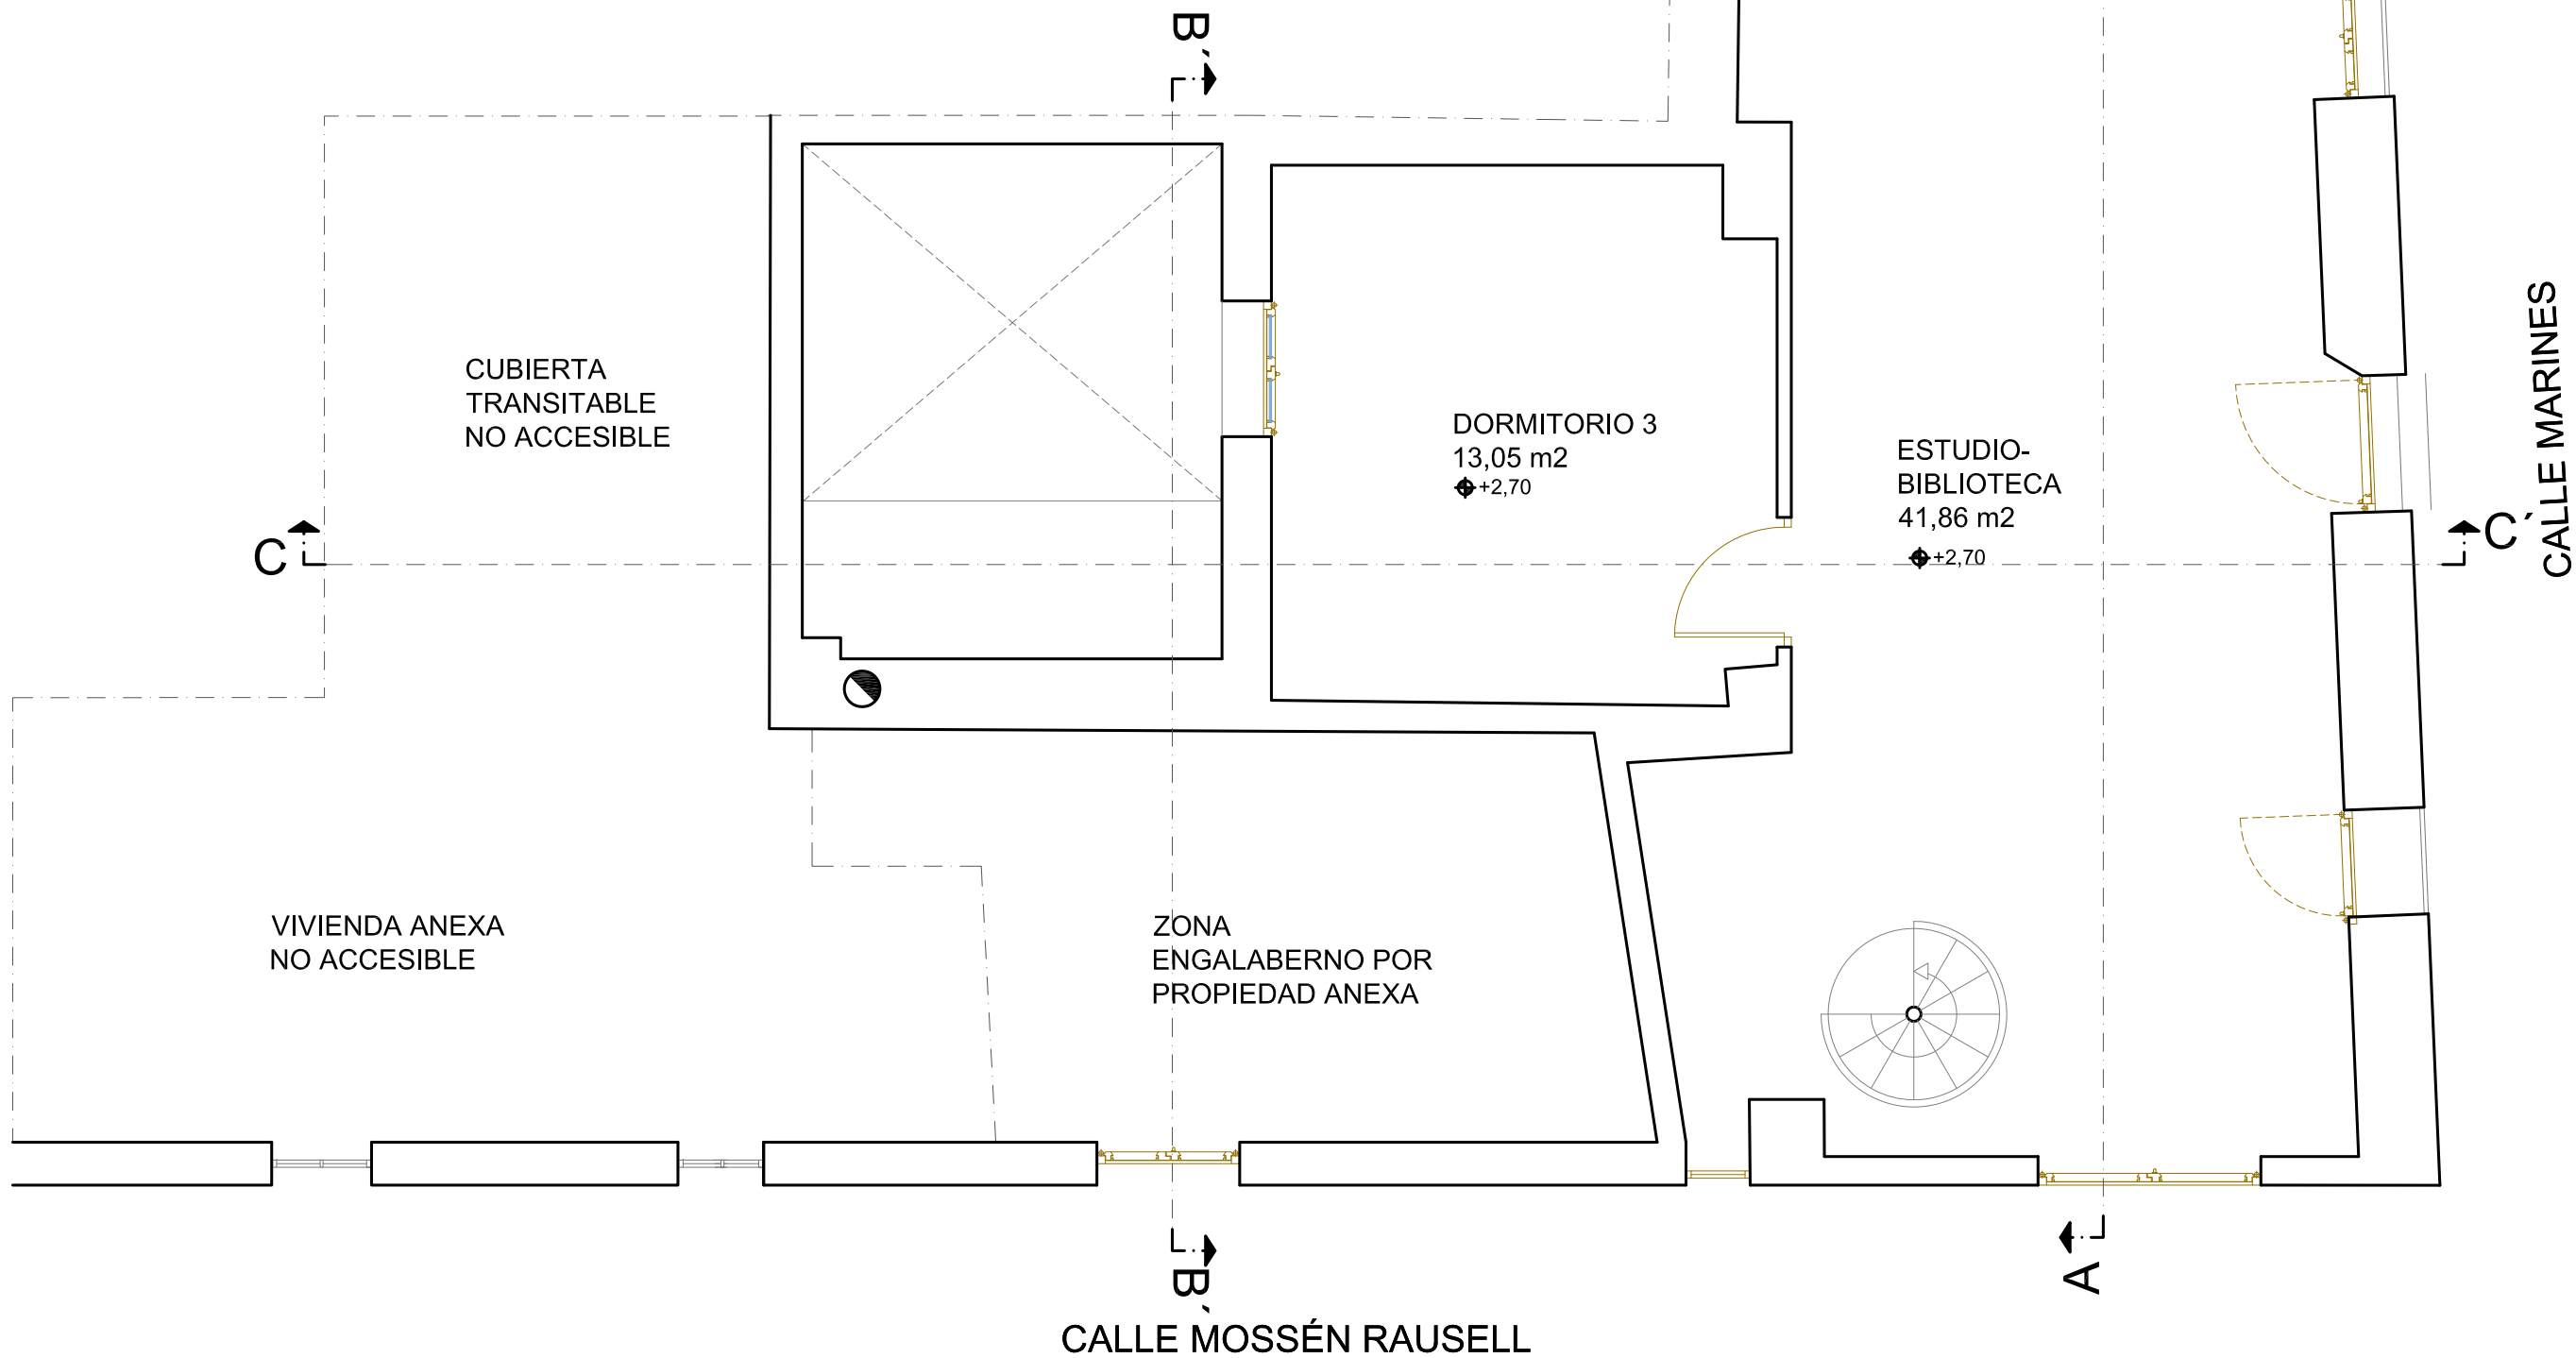 B´
CUBIERTA
TRANSITABLE
NO ACCESIBLE
DORMITORIO 3
13,05 m2
+2,70
ESTUDIO-
BIBLIOTECA
41,86 m2
+2,70
CALLE MARINES
C
C´
VIVIENDA ANEXA
NO ACCESIBLE
ZONA
ENGALABERNO POR
PROPIEDAD ANEXA
B´
A
CALLE MOSSÉN RAUSELL